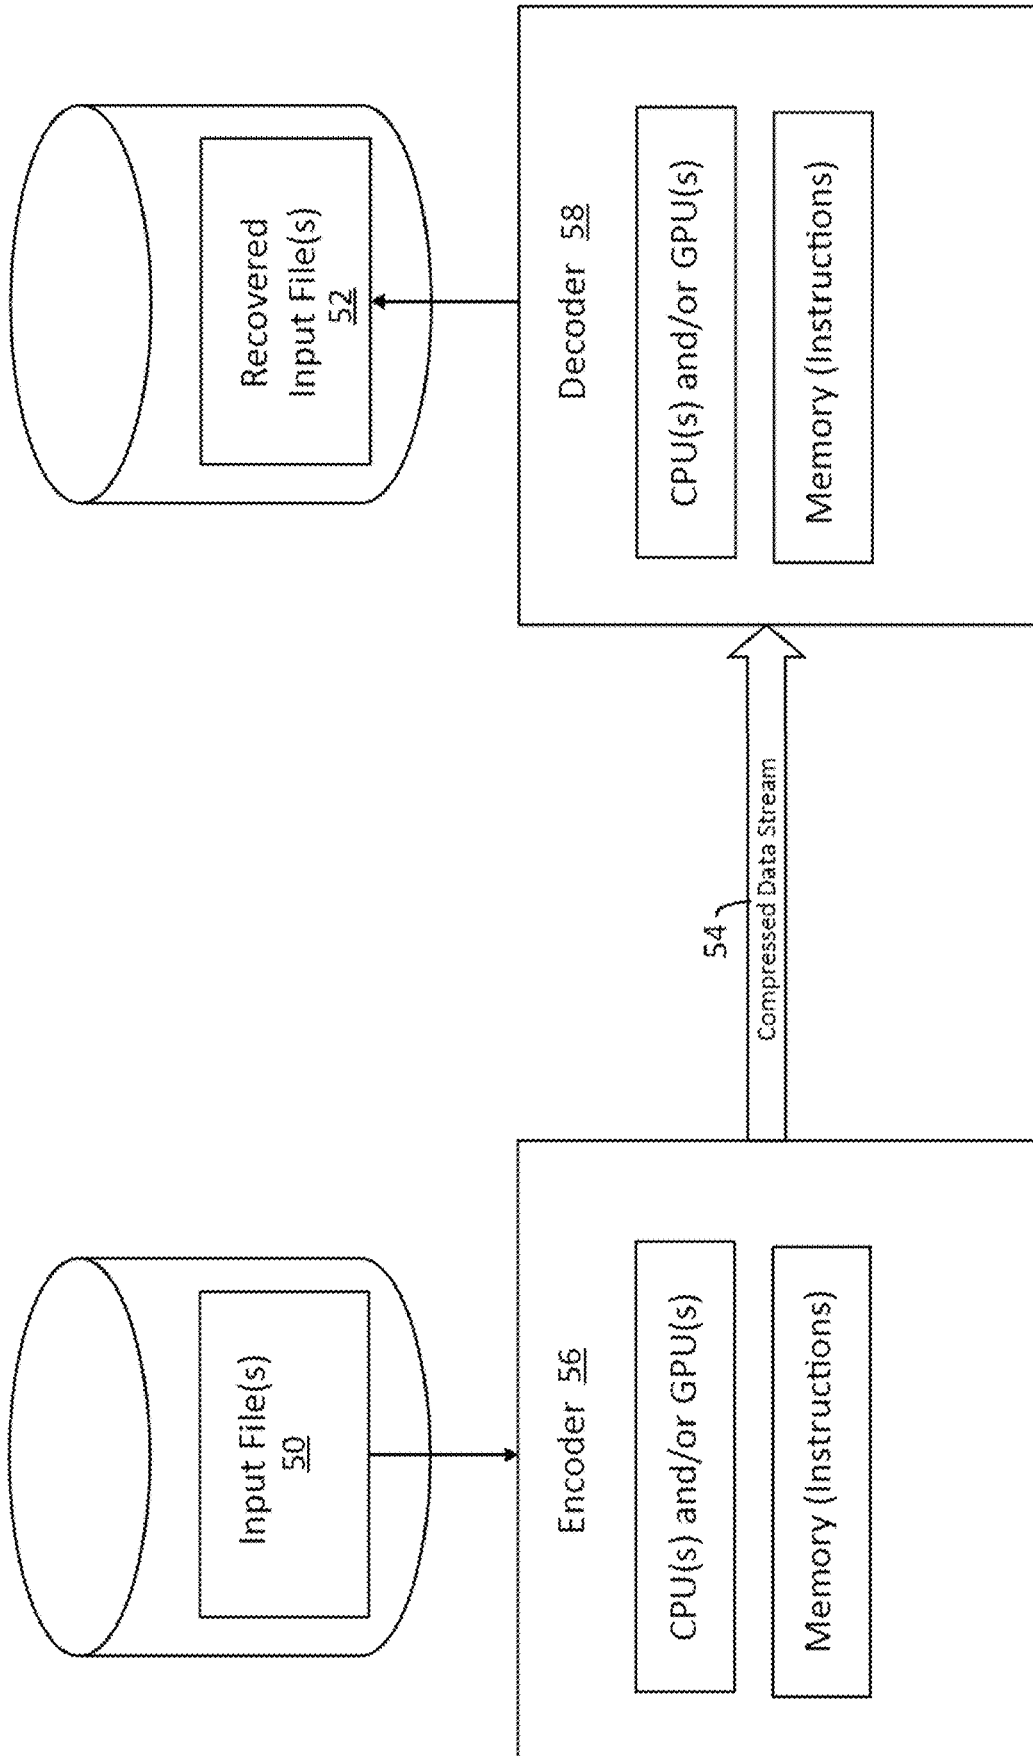 Input File(s)
50
Encoder 56
CPU(s) and/or GPU(s)
Memory (Instructions)
54
Compressed Data Stream
Recovered
Input File(s)
52
Decoder 58
CPU(s) and/or GPU(s)
Memory (Instructions)